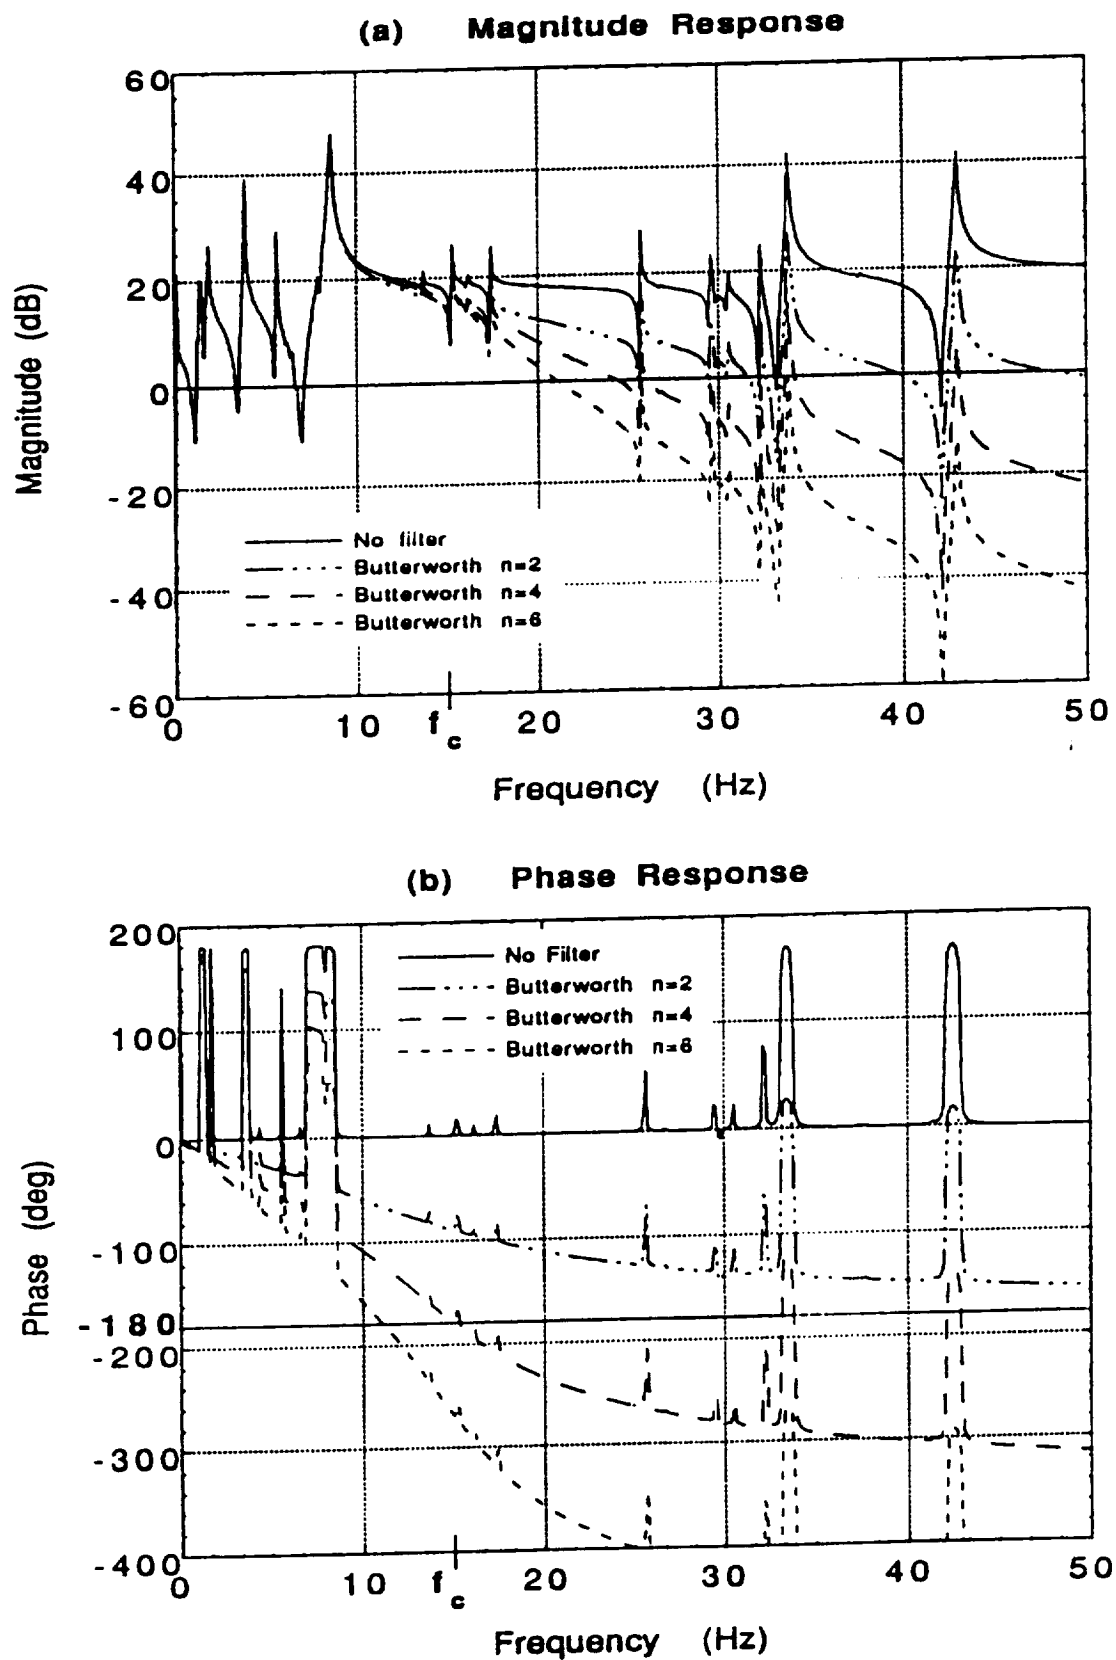 (a) Magnitude Response
60
40
20
0
-20
-40
-60
Magnitude (dB)
No filter
Butterworth n=2
Butterworth n=4
Butterworth n=6
0 10 fc 20 30 40 50
Frequency (Hz)
(b) Phase Response
200
100
0
-100
-180
-200
-300
-400
Phase (deg)
No Filter
Butterworth n=2
Butterworth n=4
Butterworth n=6
0 10 fc 20 30 40 50
Frequency (Hz)